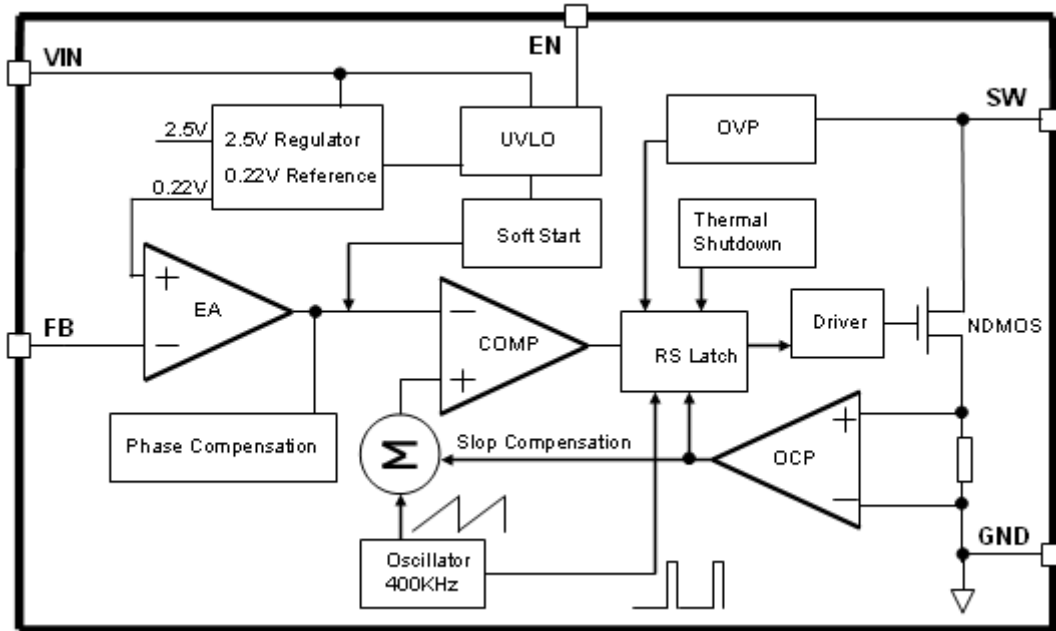 EN
VIN
SW
2.5V
2.5V Regulator
0.22V Reference
UVLO
OVP
0.22V
Soft Start
Thermal
Shutdown
+
EA
−
FB
−
COMP
+
RS Latch
Driver
NDMOS
Phase Compensation
Σ
Slop Compensation
+
OCP
−
GND
Oscillator
400KHz